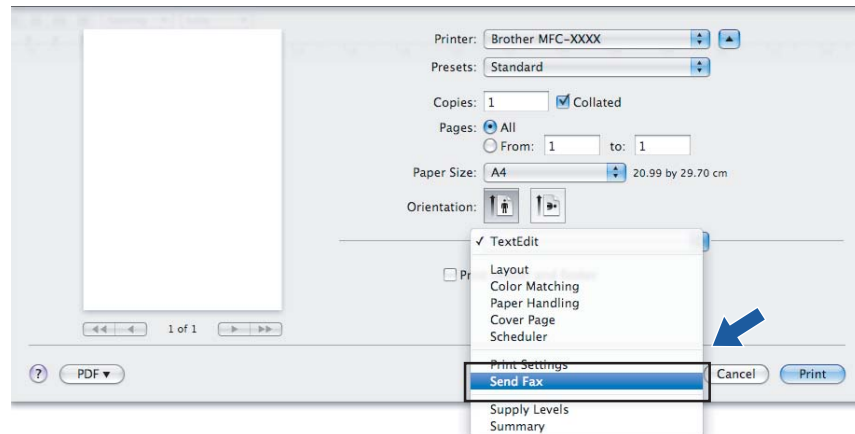 Printer: Brother MFC-XXXX
Presets: Standard
Copies: 1 Collated
Pages: All
From: 1 to: 1
Paper Size: A4 20.99 by 29.70 cm
Orientation:
✓ TextEdit
Layout
Color Matching
Paper Handling
Cover Page
Scheduler
1 of 1
Print Settings
Send Fax
? PDF▼ Cancel Print
Supply Levels
Summary